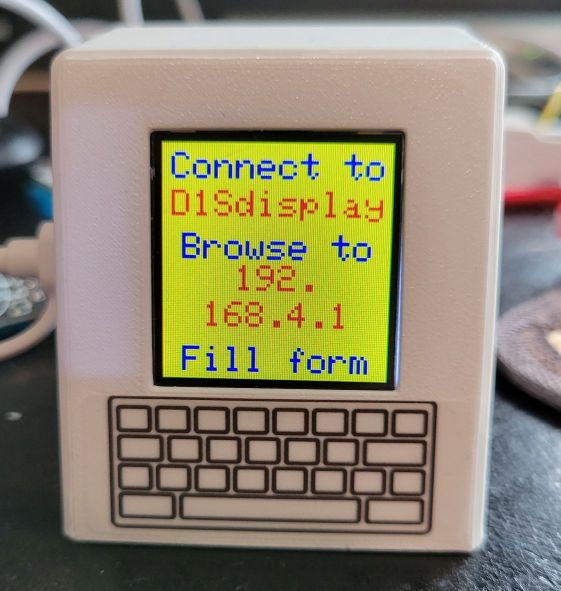 Connect to
D1Sdisplay
Browse to
192.
168.4.1
Fill form